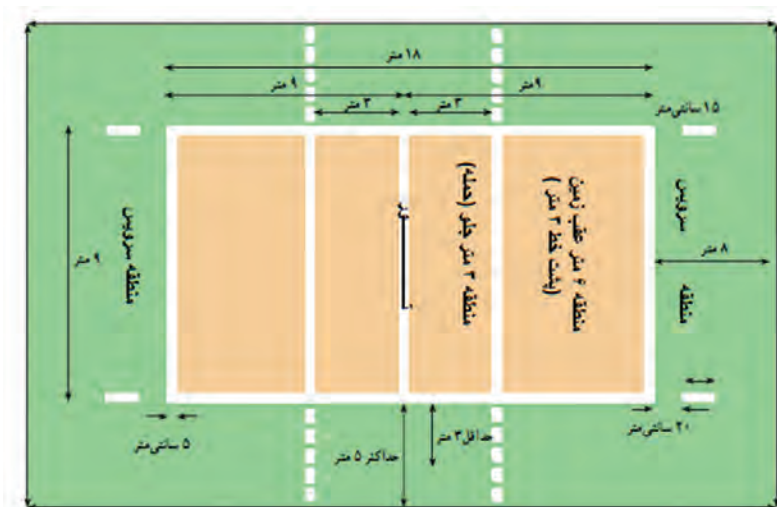 ۱۸ متر
۹ متر
۹ متر
۳ متر
۳ متر
۱۵ سانتی‌متر
منطقه سرویس
۹ متر
تور
منطقه ۳ متر جلو (حمله)
منطقه ۶ متر عقب زمین
(پشت خط ۳ متر)
سرویس
منطقه
۸ متر
۵ سانتی‌متر
حداکثر ۵ متر
حداقل ۳ متر
۲۰ سانتی‌متر